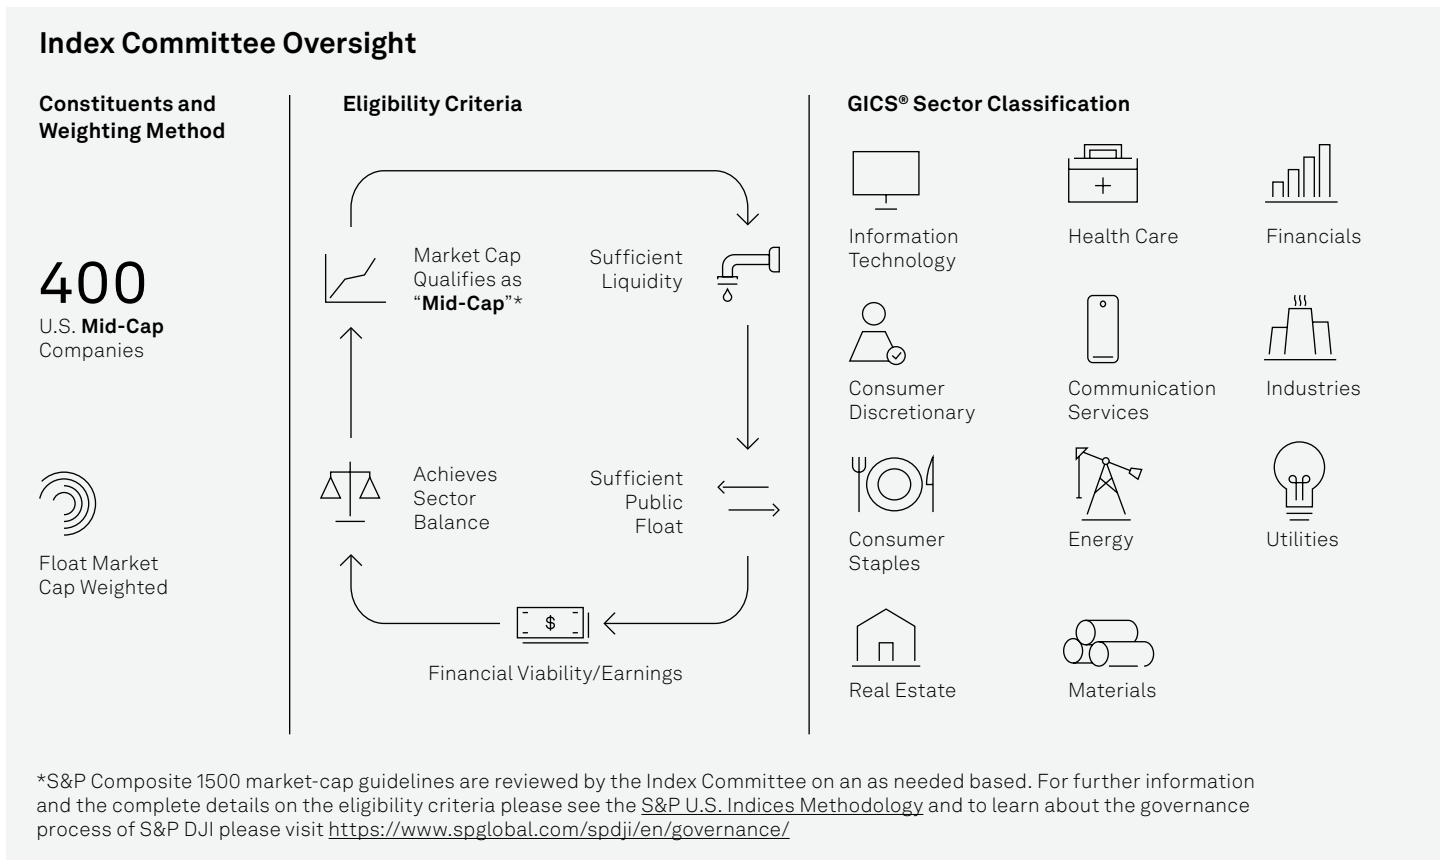 Index Committee Oversight
Constituents and
Weighting Method
400
U.S. Mid-Cap
Companies
Float Market
Cap Weighted
Eligibility Criteria
Market Cap
Qualifies as
“Mid-Cap”*
Sufficient
Liquidity
Achieves
Sector
Balance
Sufficient
Public
Float
$
Financial Viability/Earnings
GICS® Sector Classification
Information
Technology
Health Care
Financials
Consumer
Discretionary
Communication
Services
Industries
Consumer
Staples
Energy
Utilities
Real Estate
Materials
*S&P Composite 1500 market-cap guidelines are reviewed by the Index Committee on an as needed based. For further information
and the complete details on the eligibility criteria please see the S&P U.S. Indices Methodology and to learn about the governance
process of S&P DJI please visit https://www.spglobal.com/spdji/en/governance/